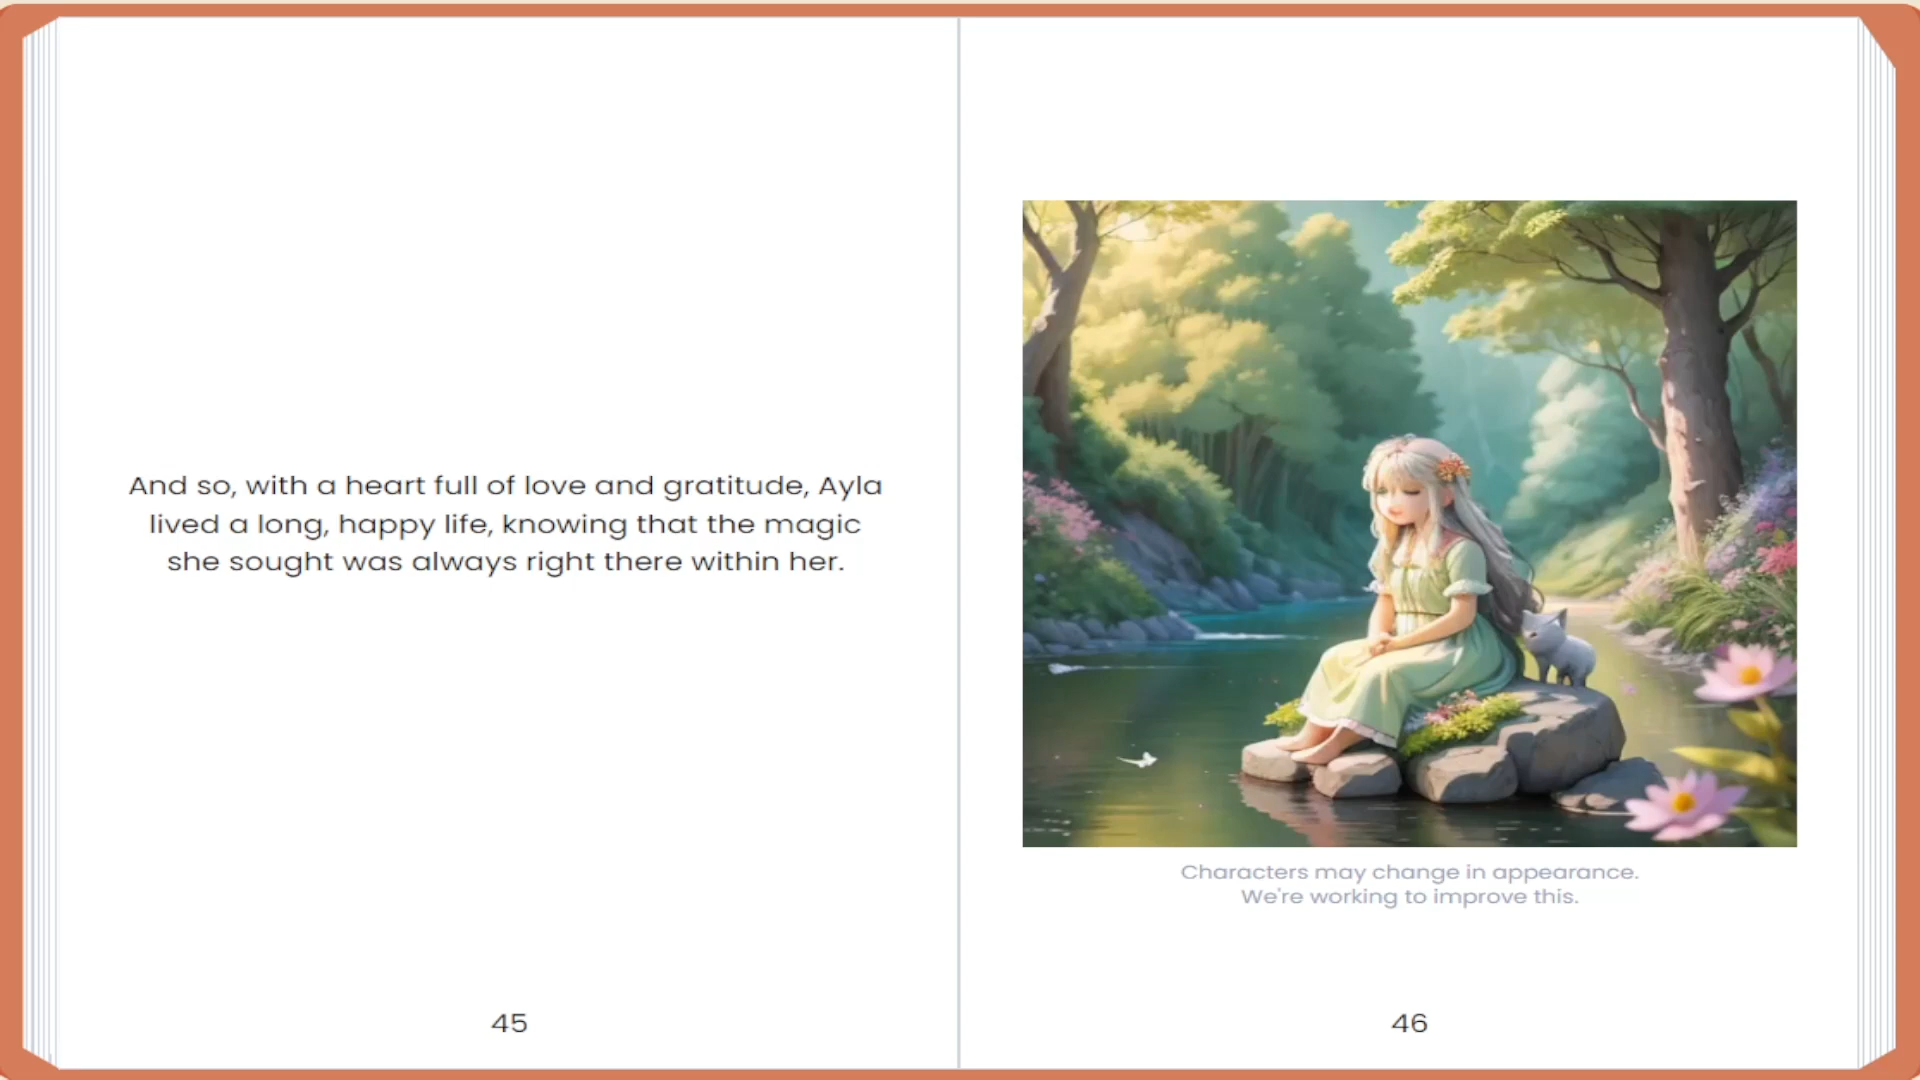 And so, with a heart full of love and gratitude, Ayla
lived a long, happy life, knowing that the magic
she sought was always right there within her.
45
Characters may change in appearance.
We're working to improve this.
46